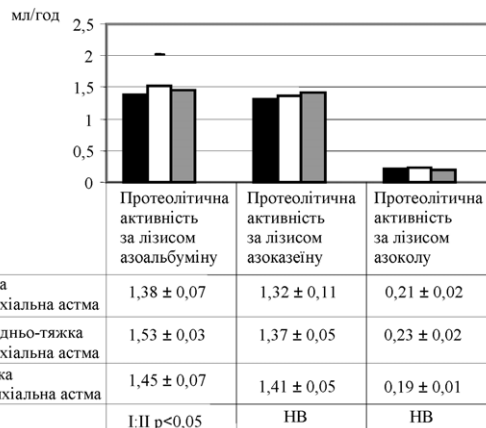 мл/год
2,5
2
1,5
1
0,5
0
Протеолітична активність за лізисом азоальбуміну
Протеолітична активність за лізисом азоказеїну
Протеолітична активність за лізисом азоколу
астма 1,38 ± 0,07 1,32 ± 0,11 0,21 ± 0,02
астма 1,53 ± 0,03 1,37 ± 0,05 0,23 ± 0,02
астма 1,45 ± 0,07 1,41 ± 0,05 0,19 ± 0,01
I:II p<0,05 НВ НВ